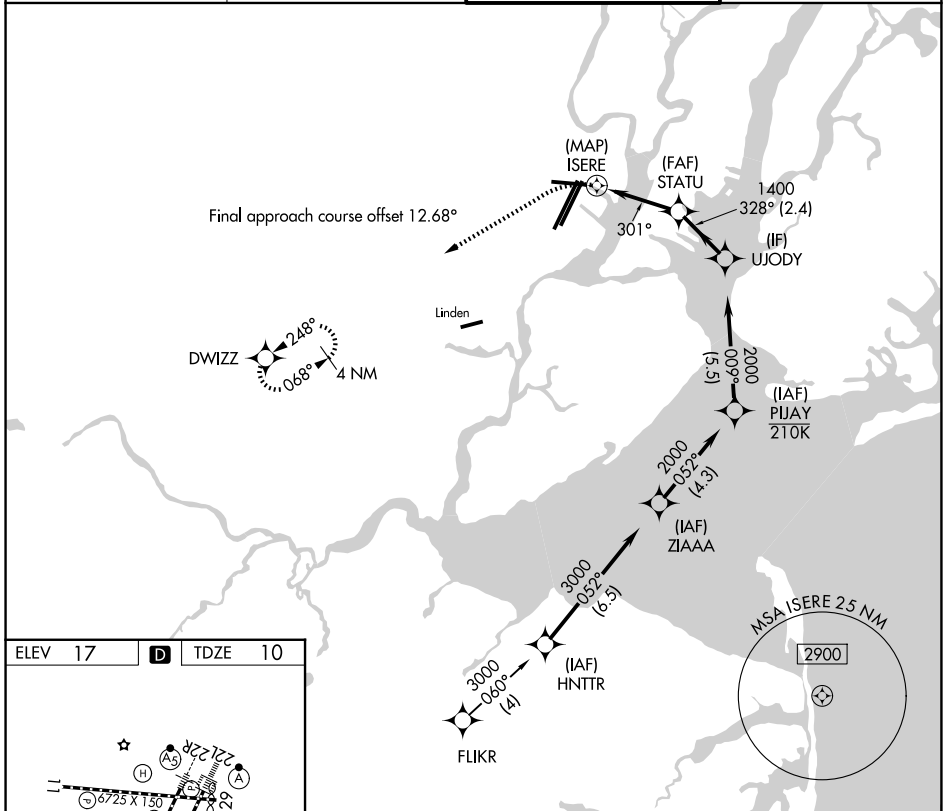 (MAP)
ISERE
(FAF)
STATU
1400
328° (2.4)
Final approach course offset 12.68°
301°
(IF)
UJODY
Linden
248°
DWIZZ
068°
4 NM
2000
009°
(5.5)
(IAF)
PIJAY
210K
2000
052°
(4.3)
(IAF)
ZIAAA
3000
052°
(6.5)
MSA ISERE 25 NM
2900
(IAF)
HNTTR
3000
060°
(4)
FLIKR
ELEV 17
D
TDZE 10
A5
22R
22L
A
H
P
11
P
6725 X 150
29